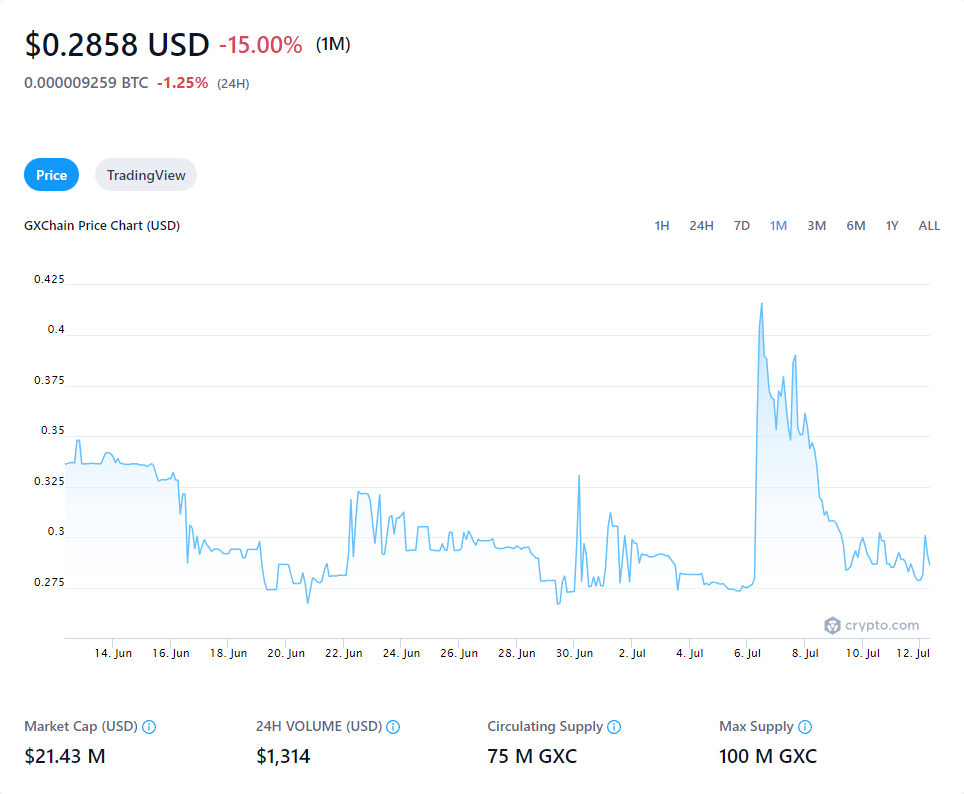 $0.2858 USD -15.00% (1M)
0.000009259 BTC -1.25% (24H)
Price TradingView
GXChain Price Chart (USD) 1H 24H 7D 1M 3M 6M 1Y ALL
0.425
0.4
0.375
0.35
0.325
0.3
0.275
crypto.com
14. Jun 16. Jun 18. Jun 20. Jun 22. Jun 24. Jun 26. Jun 28. Jun 30. Jun 2. Jul 4. Jul 6. Jul 8. Jul 10. Jul 12. Jul
Market Cap (USD) 24H VOLUME (USD) Circulating Supply Max Supply
$21.43 M $1,314 75 M GXC 100 M GXC